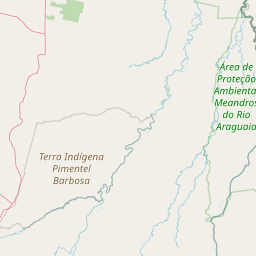 Área de
Proteção
Ambiental
Meandros
do Rio
Araguaia
Terra Indígena
Pimentel
Barbosa